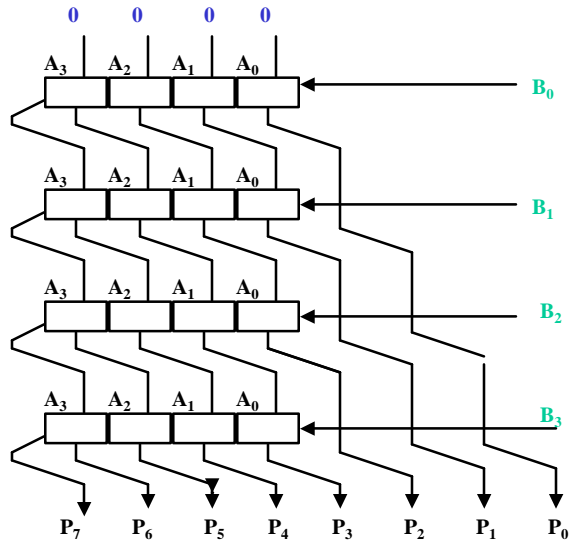 0 0 0 0
A₃ A₂ A₁ A₀
B₀
A₃ A₂ A₁ A₀
B₁
A₃ A₂ A₁ A₀
B₂
A₃ A₂ A₁ A₀
B₃
P₇ P₆ P₅ P₄ P₃ P₂ P₁ P₀